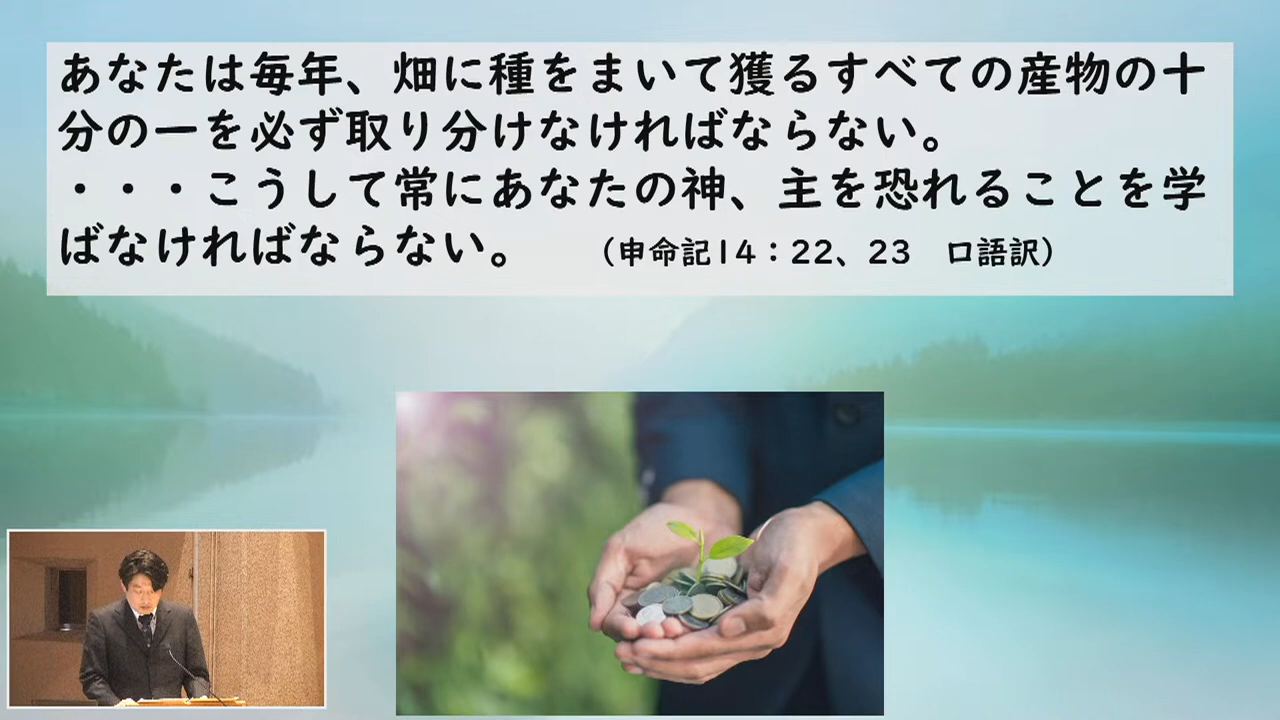 あなたは毎年、畑に種をまいて獲るすべての産物の十
分の一を必ず取り分けなければならない。
・・・こうして常にあなたの神、主を恐れることを学
ばなければならない。　　（申命記14：22、23　口語訳）